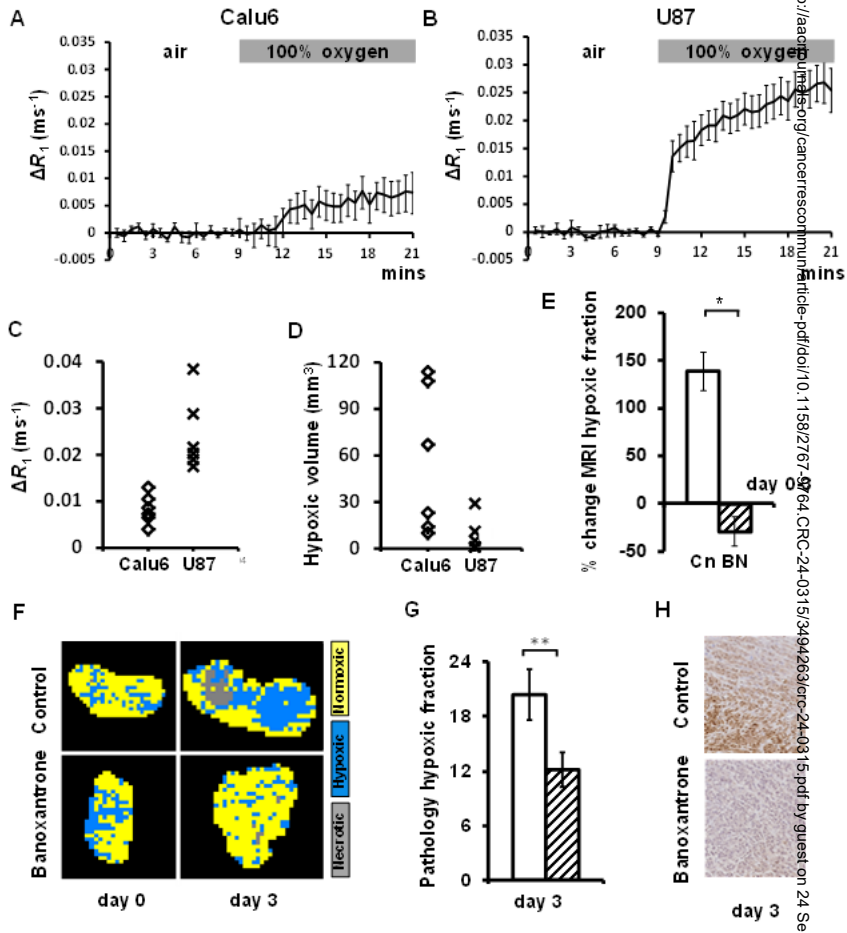 A
Calu6
0.035
0.03
0.025
0.02
0.015
0.01
0.005
0
-0.005
ΔR1 (ms-1)
air
100% oxygen
0 3 6 9 12 15 18 21
mins
B
U87
0.035
0.03
0.025
0.02
0.015
0.01
0.005
0
-0.005
ΔR1 (ms-1)
air
100% oxygen
0 3 6 9 12 15 18 21
mins
C
0.04
0.03
0.02
0.01
0
ΔR1 (ms-1)
Calu6 U87
D
120
90
60
30
0
Hypoxic volume (mm3)
Calu6 U87
E
200
150
100
50
0
-50
% change MRI hypoxic fraction
*
day 0-3
Cn BN
F
Control
Banoxantrone
Normoxic
Hypoxic
Necrotic
day 0 day 3
G
24
18
12
6
0
Pathology hypoxic fraction
**
day 3
H
Control
Banoxantrone
day 3
p://aacrjournals.org/cancerrescommun/article-pdf/doi/10.1158/2767-9764.CRC-24-0315/3494263/crc-24-0315.pdf by guest on 24 Se